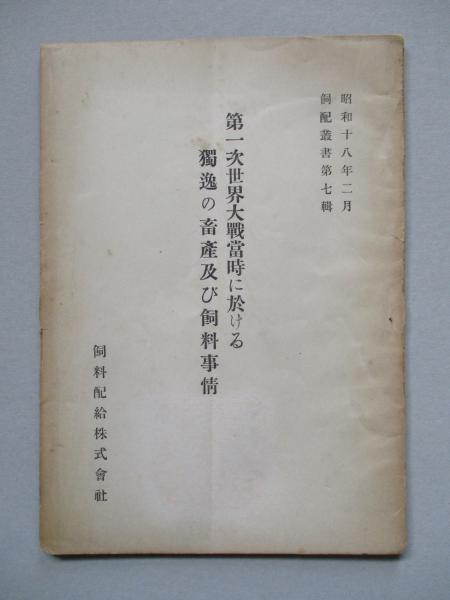 昭和十八年二月
飼配叢書第七輯
第一次世界大戰當時に於ける
獨逸の畜產及び飼料事情
飼料配給株式會社